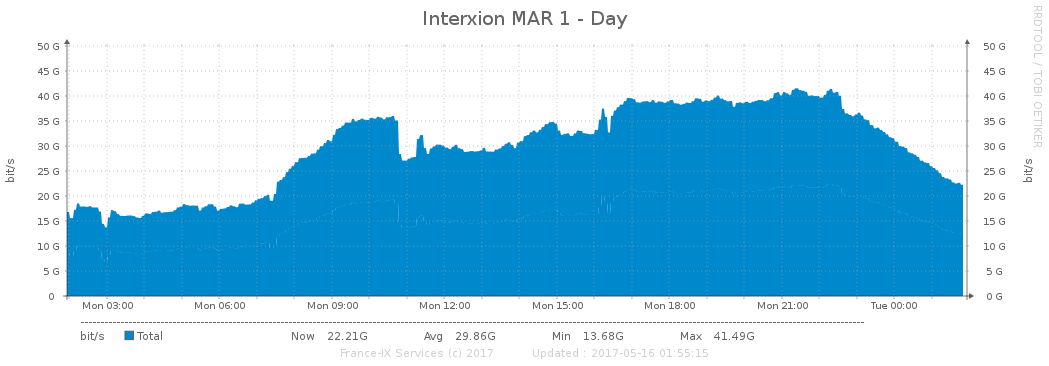 Interxion MAR 1 - Day
RRDTOOL / TOBI OETIKER
bit/s
50 G 50 G
45 G 45 G
40 G 40 G
35 G 35 G
30 G 30 G
25 G 25 G
20 G 20 G
15 G 15 G
10 G 10 G
5 G 5 G
0 0 G
bit/s
Mon 03:00 Mon 06:00 Mon 09:00 Mon 12:00 Mon 15:00 Mon 18:00 Mon 21:00 Tue 00:00
bit/s Total Now 22.21G Avg 29.86G Min 13.68G Max 41.49G
France-IX Services (c) 2017 Updated : 2017-05-16 01:55:15